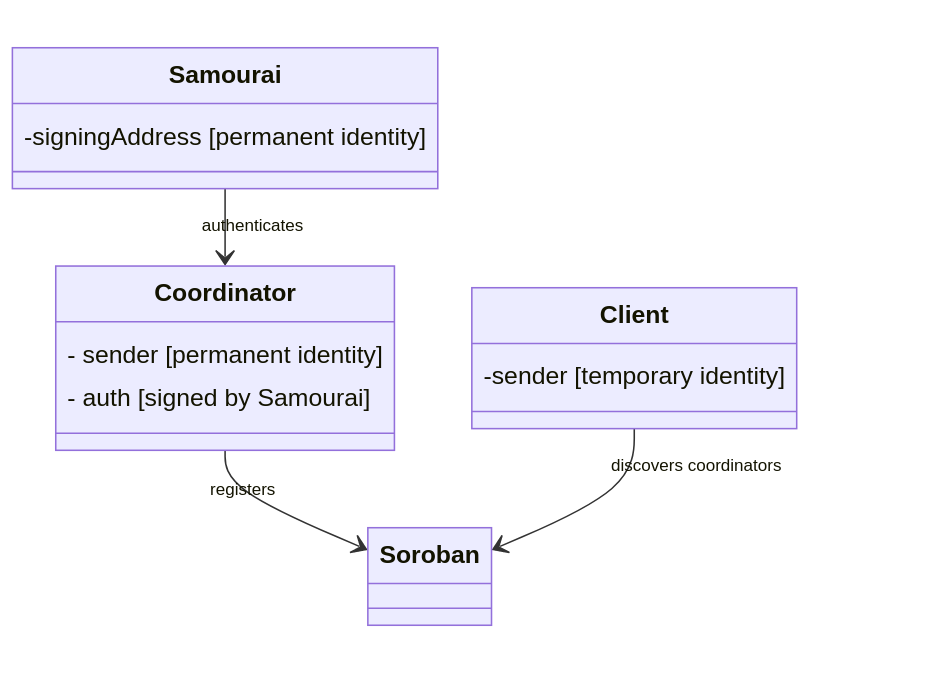 Samourai
-signingAddress [permanent identity]
authenticates
Coordinator
- sender [permanent identity]
- auth [signed by Samourai]
Client
-sender [temporary identity]
registers
discovers coordinators
Soroban